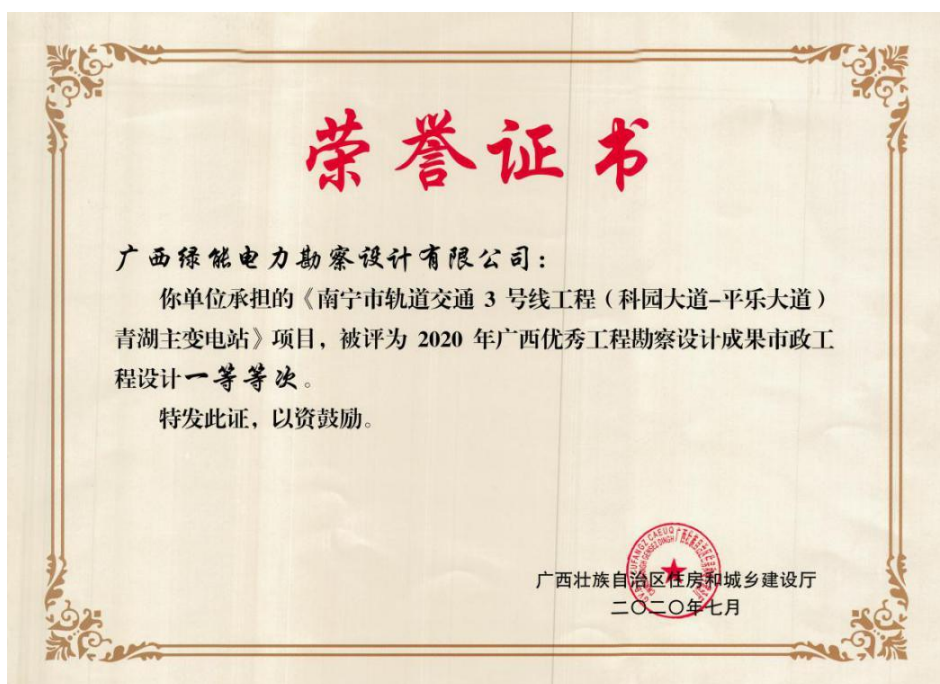 荣誉证书
广西绿能电力勘察设计有限公司：
你单位承担的《南宁市轨道交通 3 号线工程（科园大道-平乐大道）
青湖主变电站》项目，被评为 2020 年广西优秀工程勘察设计成果市政工
程设计一等等次。
特发此证，以资鼓励。
广西壮族自治区住房和城乡建设厅
二〇二〇年七月